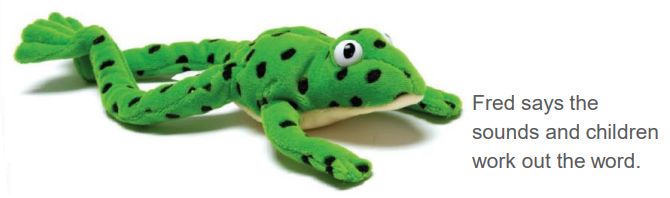 Fred says the
sounds and children
work out the word.